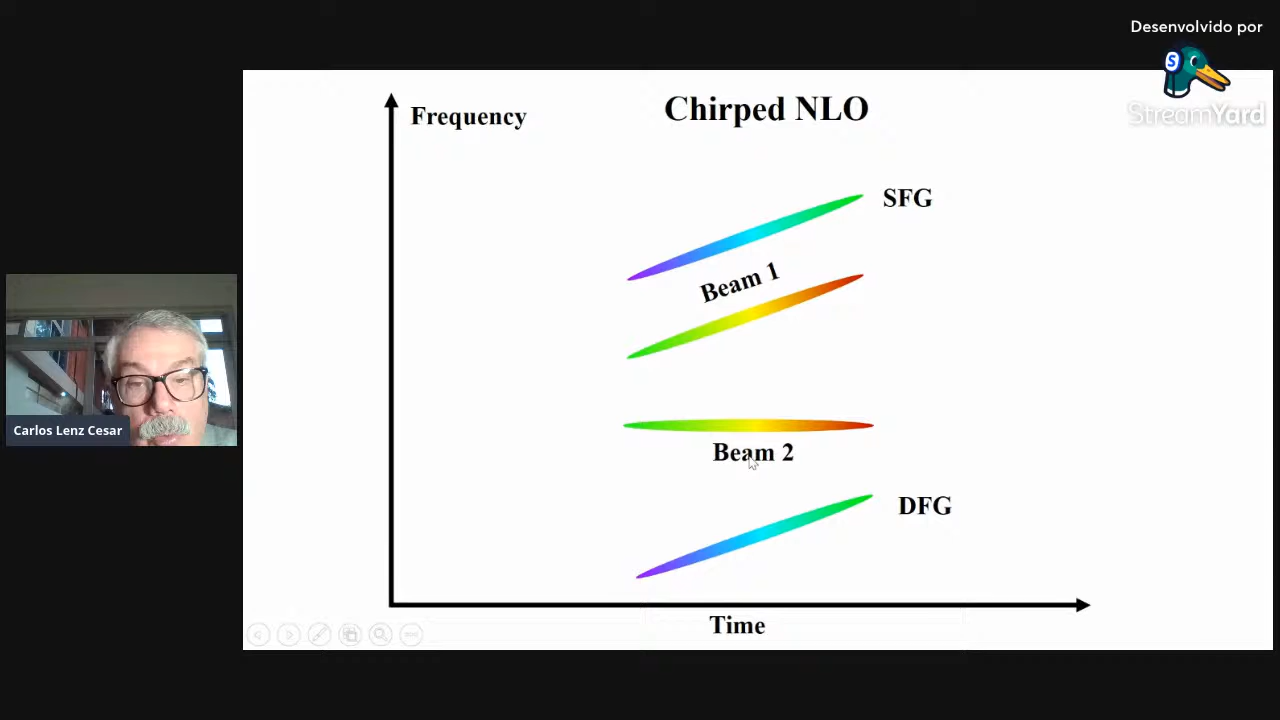 Desenvolvido por
StreamYard
Chirped NLO
Frequency
SFG
Beam 1
Beam 2
DFG
Time
Carlos Lenz Cesar